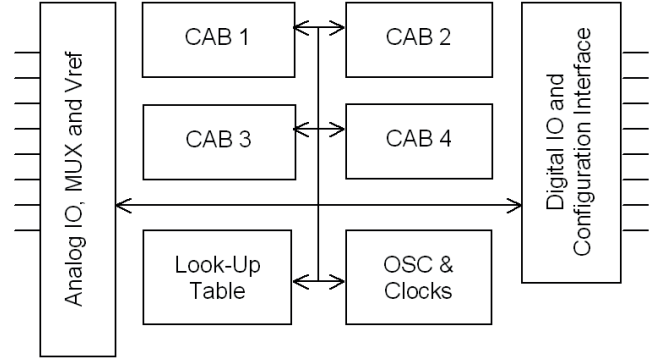 Analog IO, MUX and Vref
CAB 1
CAB 2
CAB 3
CAB 4
Look-Up
Table
OSC &
Clocks
Digital IO and
Configuration Interface